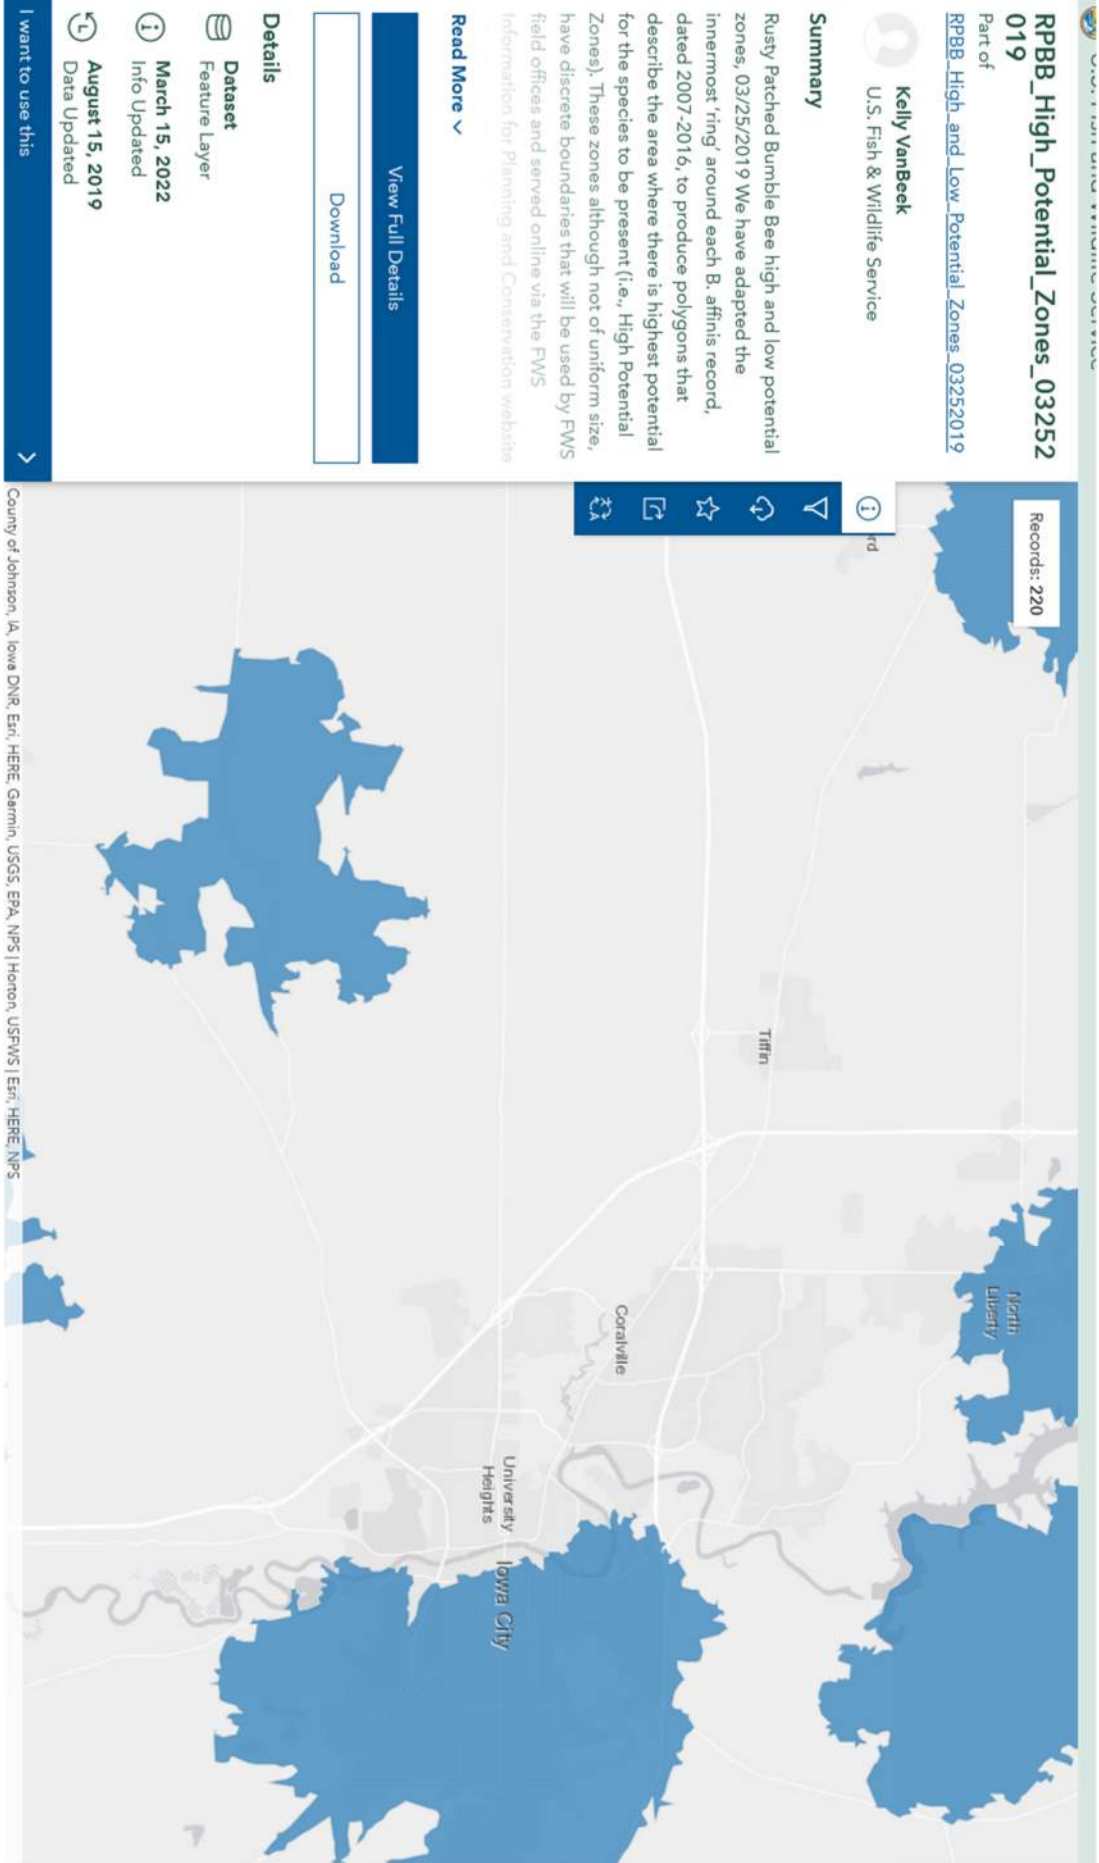 RPBB_High_Potential_Zones_03252
019
Part of
RPBB_High_and_Low_Potential_Zones_03252019
Kelly VanBeek
U.S. Fish & Wildlife Service
Summary
Rusty Patched Bumble Bee high and low potential
zones, 03/25/2019 We have adapted the
innermost 'ring' around each B. affinis record,
dated 2007-2016, to produce polygons that
describe the area where there is highest potential
for the species to be present (i.e., High Potential
Zones). These zones although not of uniform size,
have discrete boundaries that will be used by FWS
field offices and served online via the FWS
Information for Planning and Conservation website
Read More
View Full Details
Download
Details
Dataset
Feature Layer
March 15, 2022
Info Updated
August 15, 2019
Data Updated
I want to use this
Records: 220
rd
Tiffin
North
Liberty
Coralville
University
Heights
Iowa City
County of Johnson, IA, Iowa DNR, Esri, HERE, Garmin, USGS, EPA, NPS | Horton, USFWS | Esri, HERE, NPS